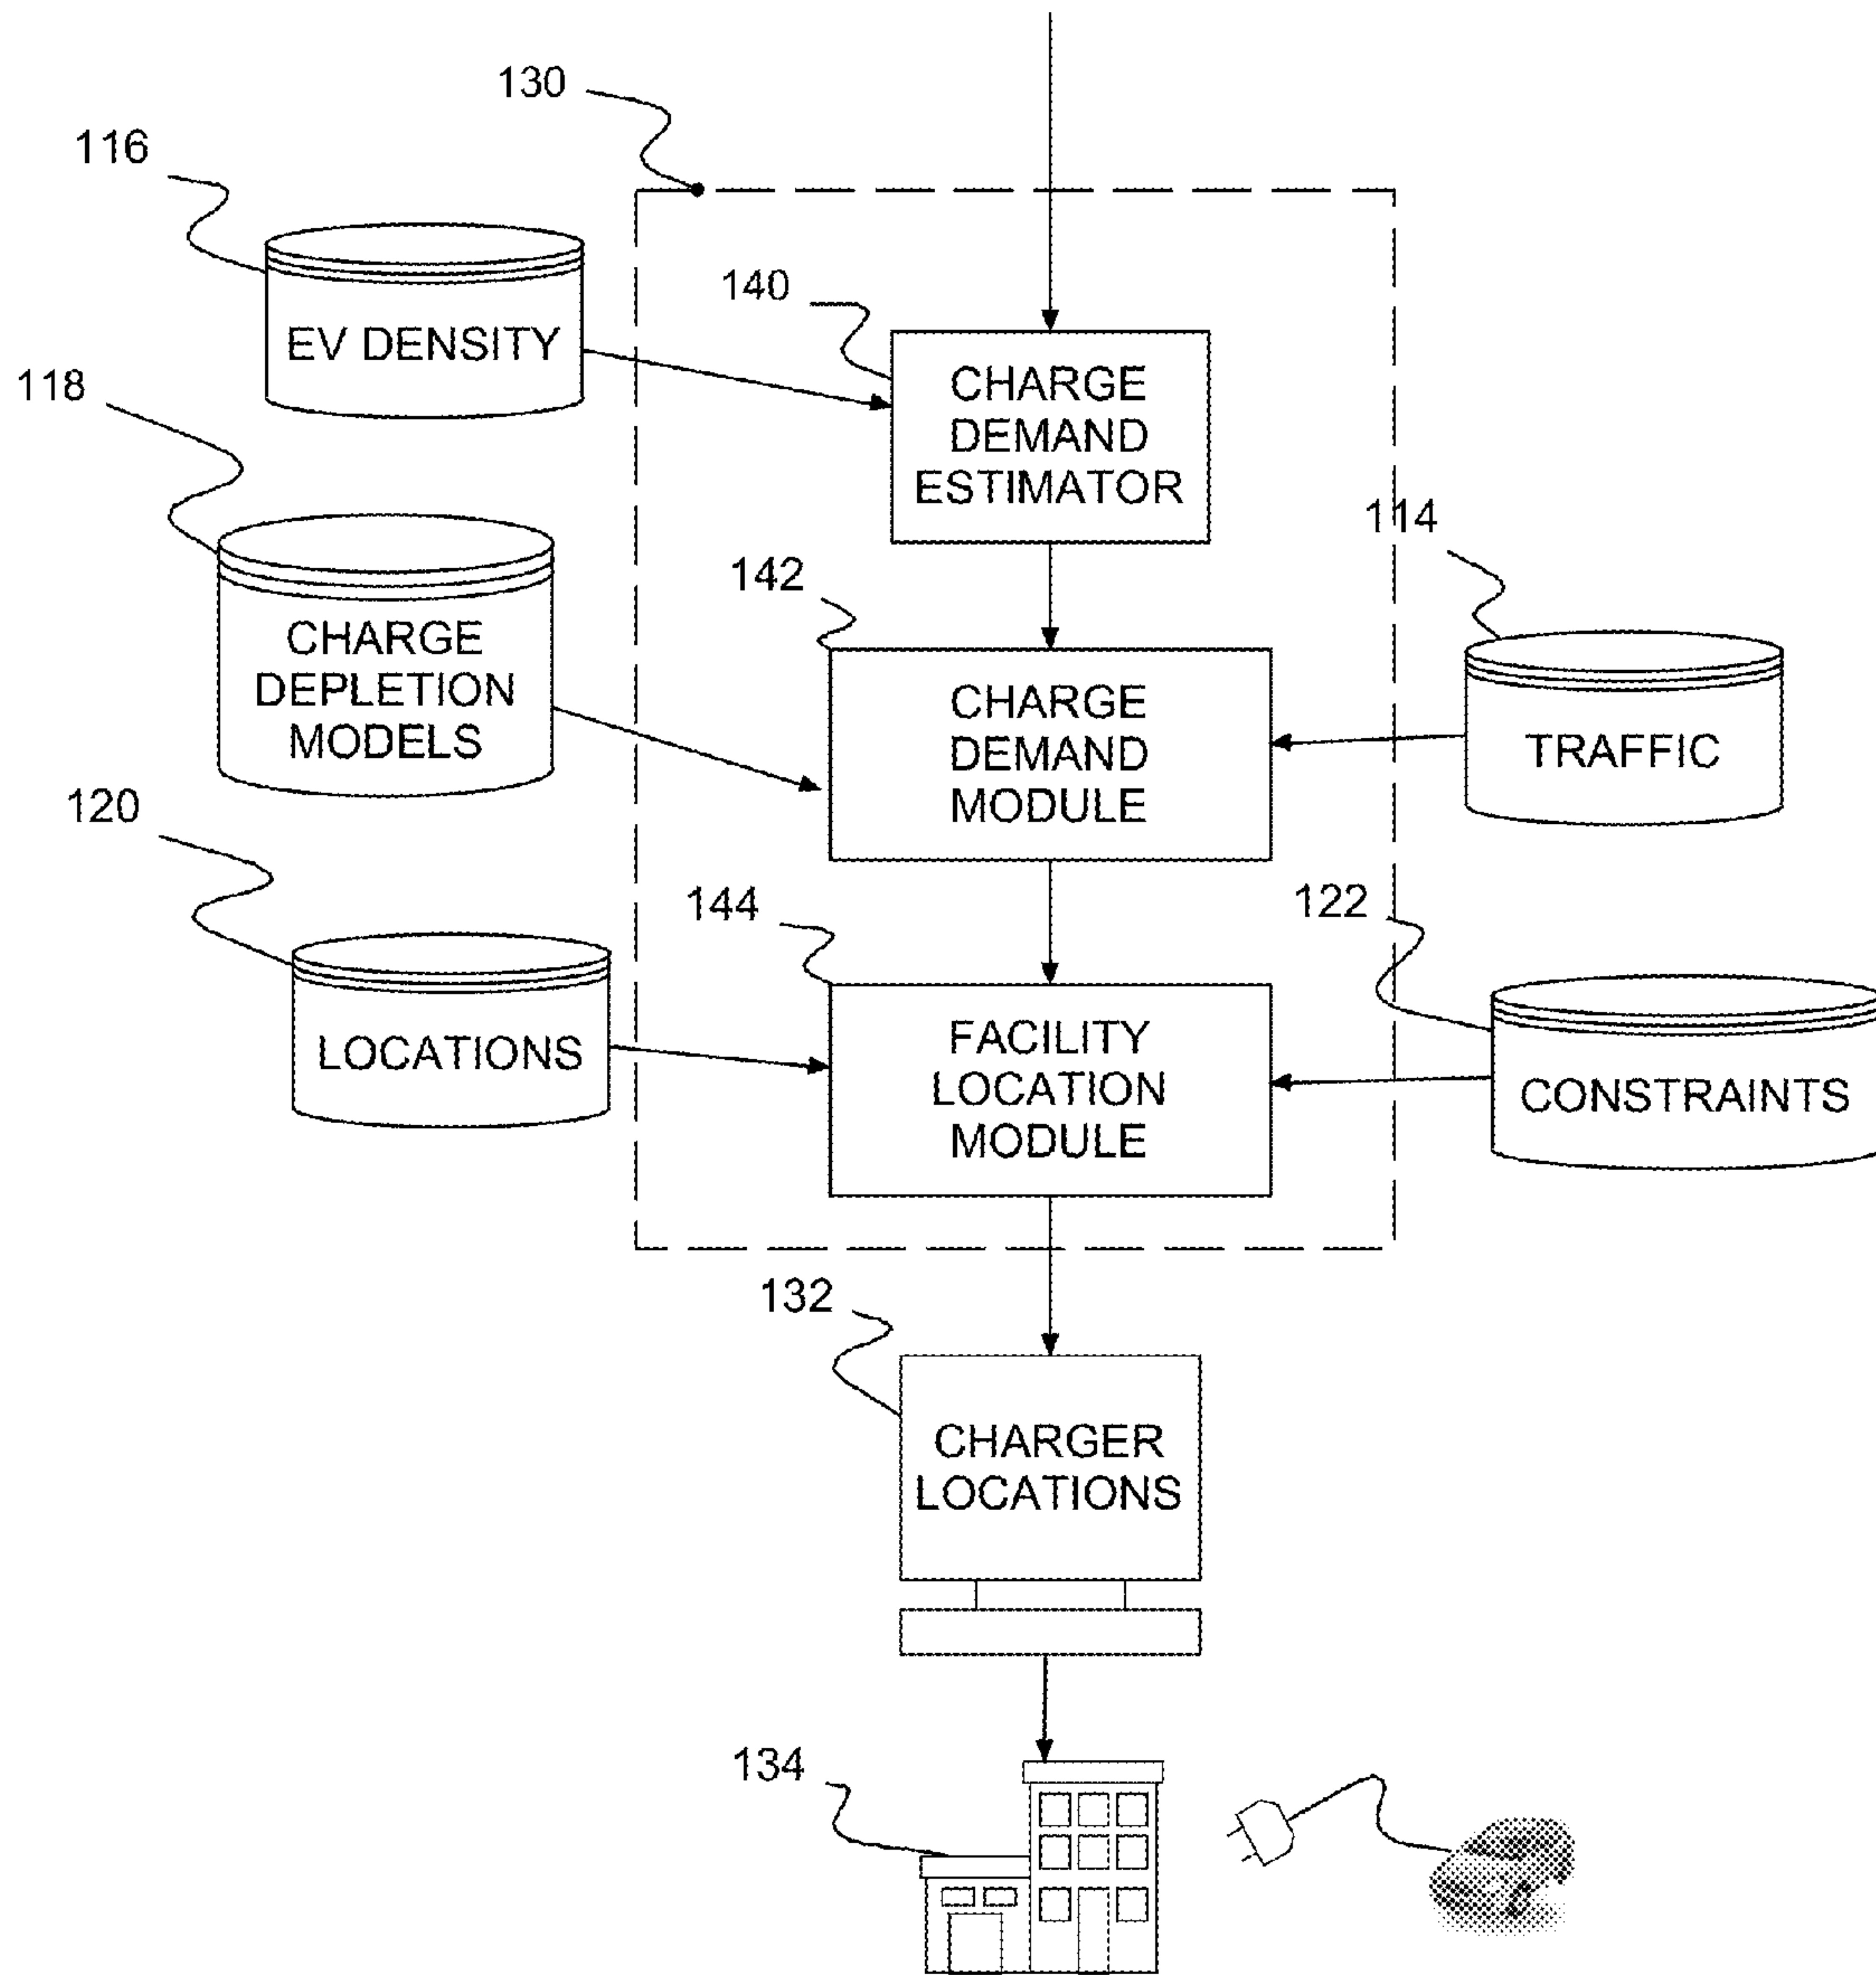 130
116
EV DENSITY
140
CHARGE
DEMAND
ESTIMATOR
118
CHARGE
DEPLETION
MODELS
114
TRAFFIC
142
CHARGE
DEMAND
MODULE
120
LOCATIONS
144
FACILITY
LOCATION
MODULE
122
CONSTRAINTS
132
CHARGER
LOCATIONS
134